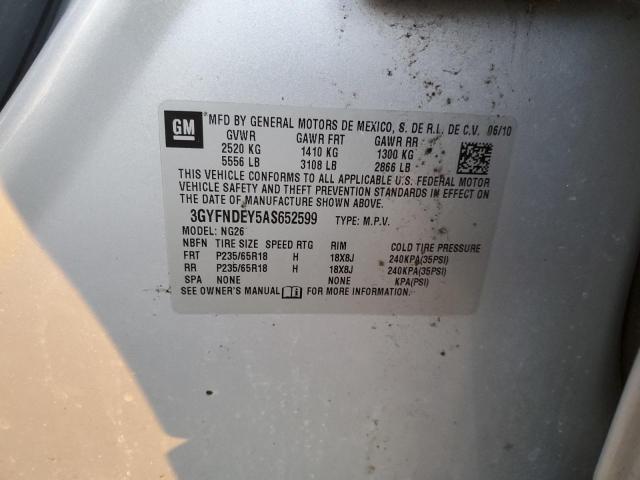 GM
MFD BY GENERAL MOTORS DE MEXICO, S. DE R.L. DE C.V. 06/10
GVWR GAWR FRT GAWR RR
2520 KG 1410 KG 1300 KG
5556 LB 3108 LB 2866 LB
THIS VEHICLE CONFORMS TO ALL APPLICABLE U.S. FEDERAL MOTOR
VEHICLE SAFETY AND THEFT PREVENTION STANDARDS IN EFFECT ON
THE DATE OF MANUFACTURE SHOWN ABOVE.
3GYFNDEY5AS652599 TYPE: M.P.V.
MODEL: NG26
NBFN TIRE SIZE SPEED RTG RIM COLD TIRE PRESSURE
FRT P235/65R18 H 18X8J 240KPA(35PSI)
RR P235/65R18 H 18X8J 240KPA(35PSI)
SPA NONE NONE KPA(PSI)
SEE OWNER'S MANUAL FOR MORE INFORMATION.